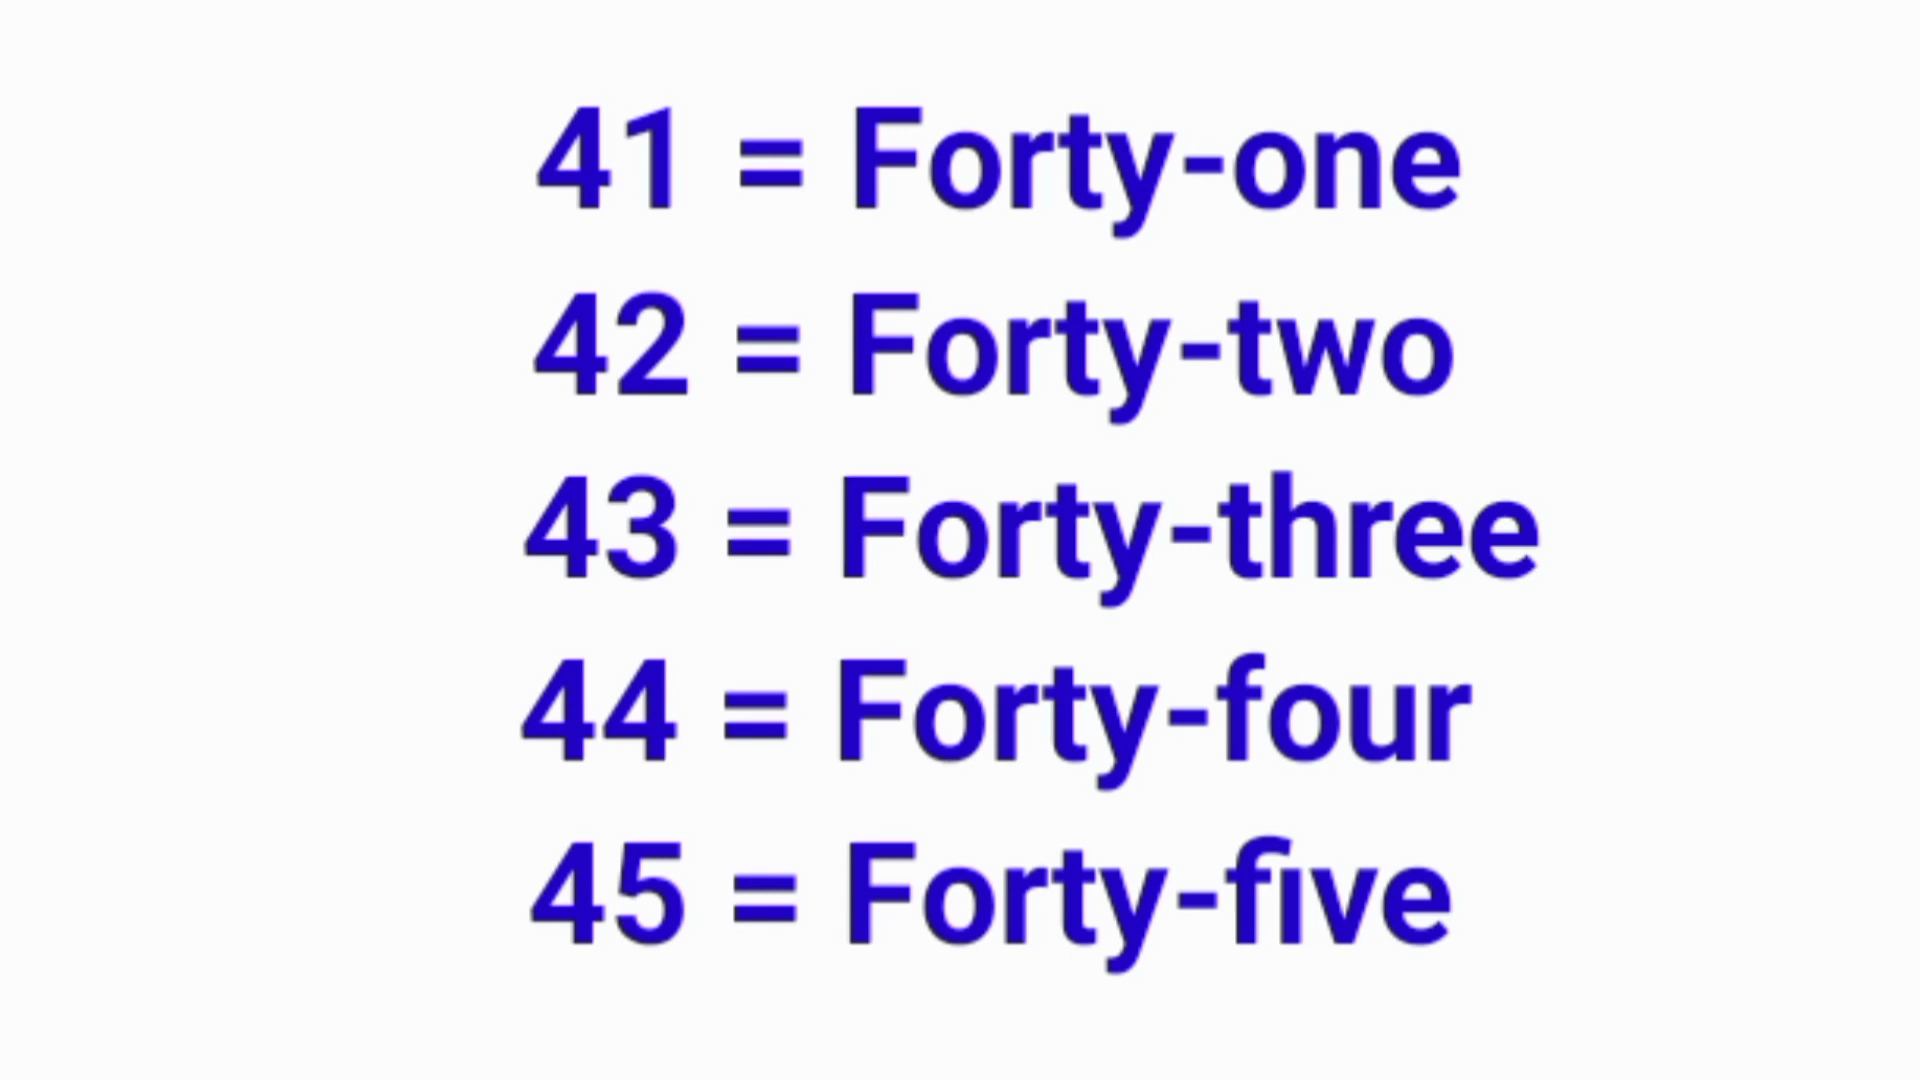 41 = Forty-one
42 = Forty-two
43 = Forty-three
44 = Forty-four
45 = Forty-five